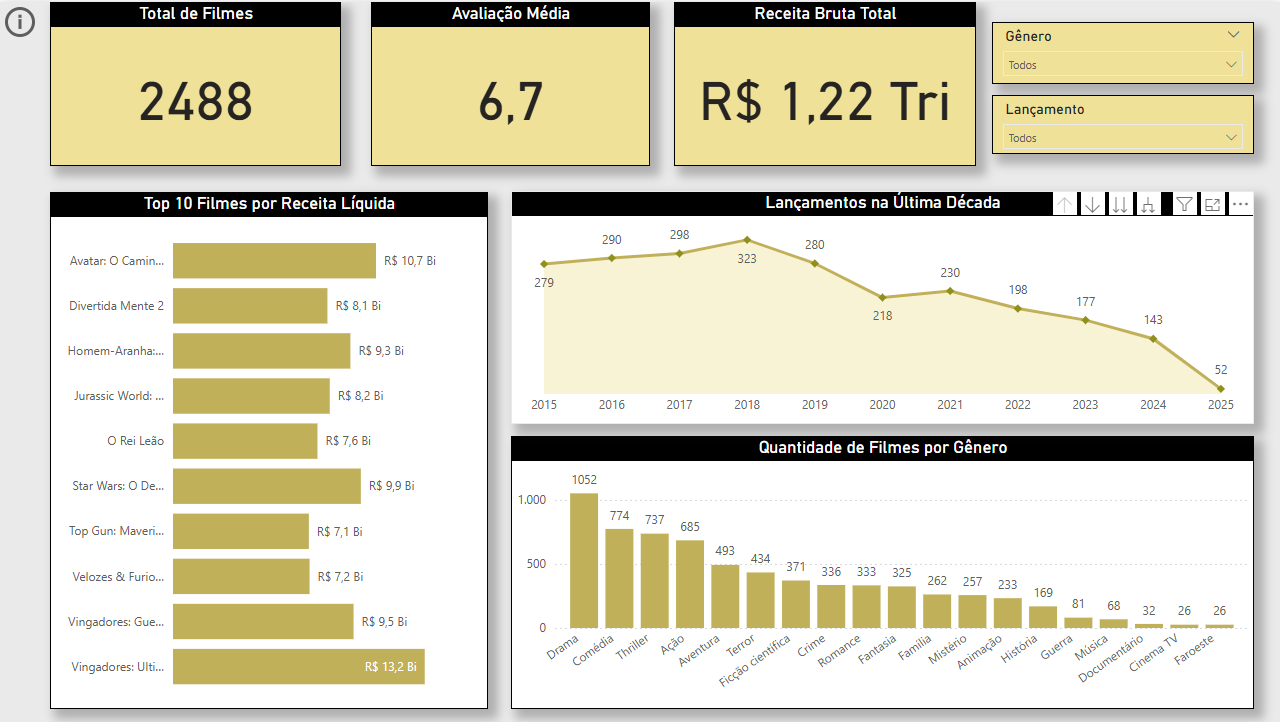 Total de Filmes
2488
Avaliação Média
6,7
Receita Bruta Total
R$ 1,22 Tri
Gênero
Todos
Lançamento
Todos
Top 10 Filmes por Receita Líquida
Avatar: O Camin... R$ 10,7 Bi
Divertida Mente 2 R$ 8,1 Bi
Homem-Aranha:... R$ 9,3 Bi
Jurassic World: ... R$ 8,2 Bi
O Rei Leão R$ 7,6 Bi
Star Wars: O De... R$ 9,9 Bi
Top Gun: Maveri... R$ 7,1 Bi
Velozes & Furio... R$ 7,2 Bi
Vingadores: Gue... R$ 9,5 Bi
Vingadores: Ulti... R$ 13,2 Bi
Lançamentos na Última Década
279 290 298 323 280 218 230 198 177 143 52
2015 2016 2017 2018 2019 2020 2021 2022 2023 2024 2025
Quantidade de Filmes por Gênero
1.000
500
0
1052 774 737 685 493 434 371 336 333 325 262 257 233 169 81 68 32 26 26
Drama Comédia Thriller Ação Aventura Terror Ficção científica Crime Romance Fantasia Família Mistério Animação História Guerra Música Documentário Cinema TV Faroeste